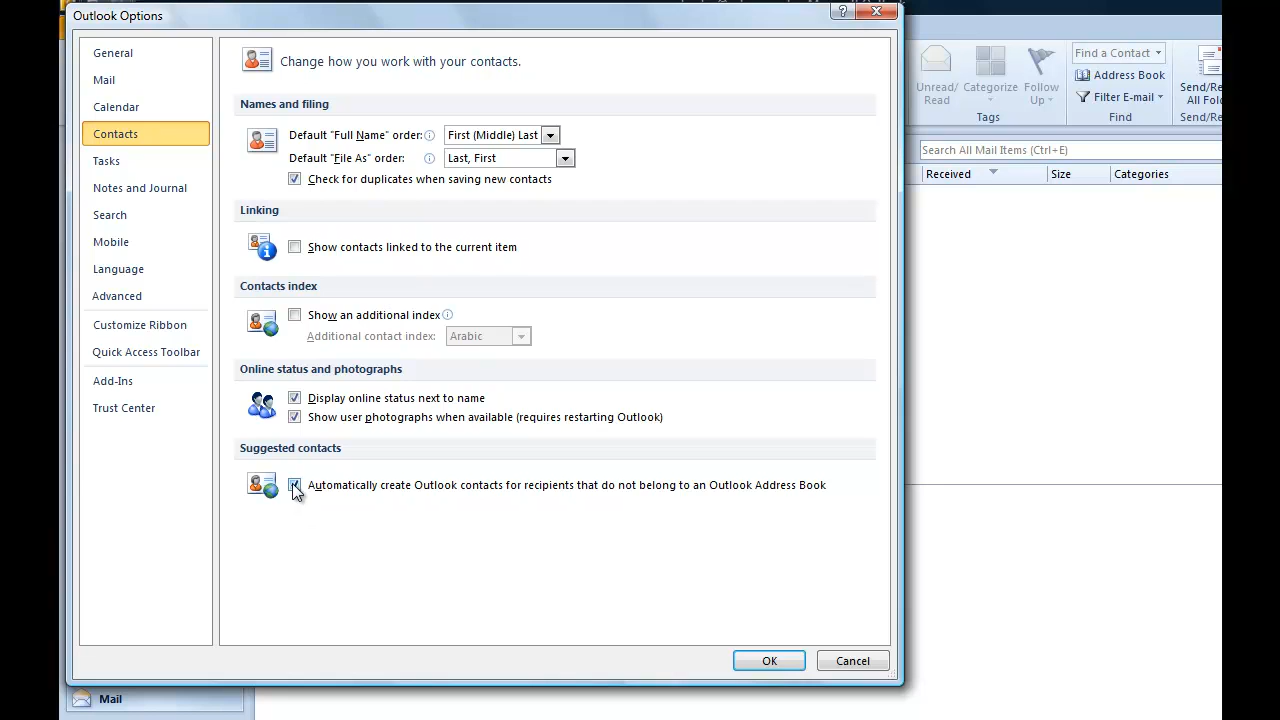 Outlook Options
General
Mail
Calendar
Contacts
Tasks
Notes and Journal
Search
Mobile
Language
Advanced
Customize Ribbon
Quick Access Toolbar
Add-Ins
Trust Center
Change how you work with your contacts.
Names and filing
Default "Full Name" order: First (Middle) Last
Default "File As" order: Last, First
Check for duplicates when saving new contacts
Linking
Show contacts linked to the current item
Contacts index
Show an additional index
Additional contact index: Arabic
Online status and photographs
Display online status next to name
Show user photographs when available (requires restarting Outlook)
Suggested contacts
Automatically create Outlook contacts for recipients that do not belong to an Outlook Address Book
OK Cancel
Unread/
Read
Categorize
Follow
Up
Tags
Find a Contact
Address Book
Filter E-mail
Find
Send/Re
All Fol
Send/Re
Search All Mail Items (Ctrl+E)
Received Size Categories
Mail